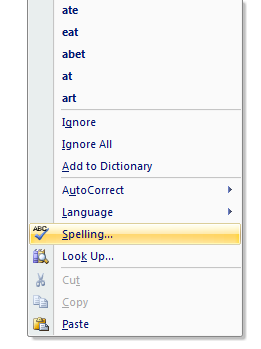 ate
eat
abet
at
art
Ignore
Ignore All
Add to Dictionary
AutoCorrect
Language
ABC Spelling...
Look Up...
Cut
Copy
Paste